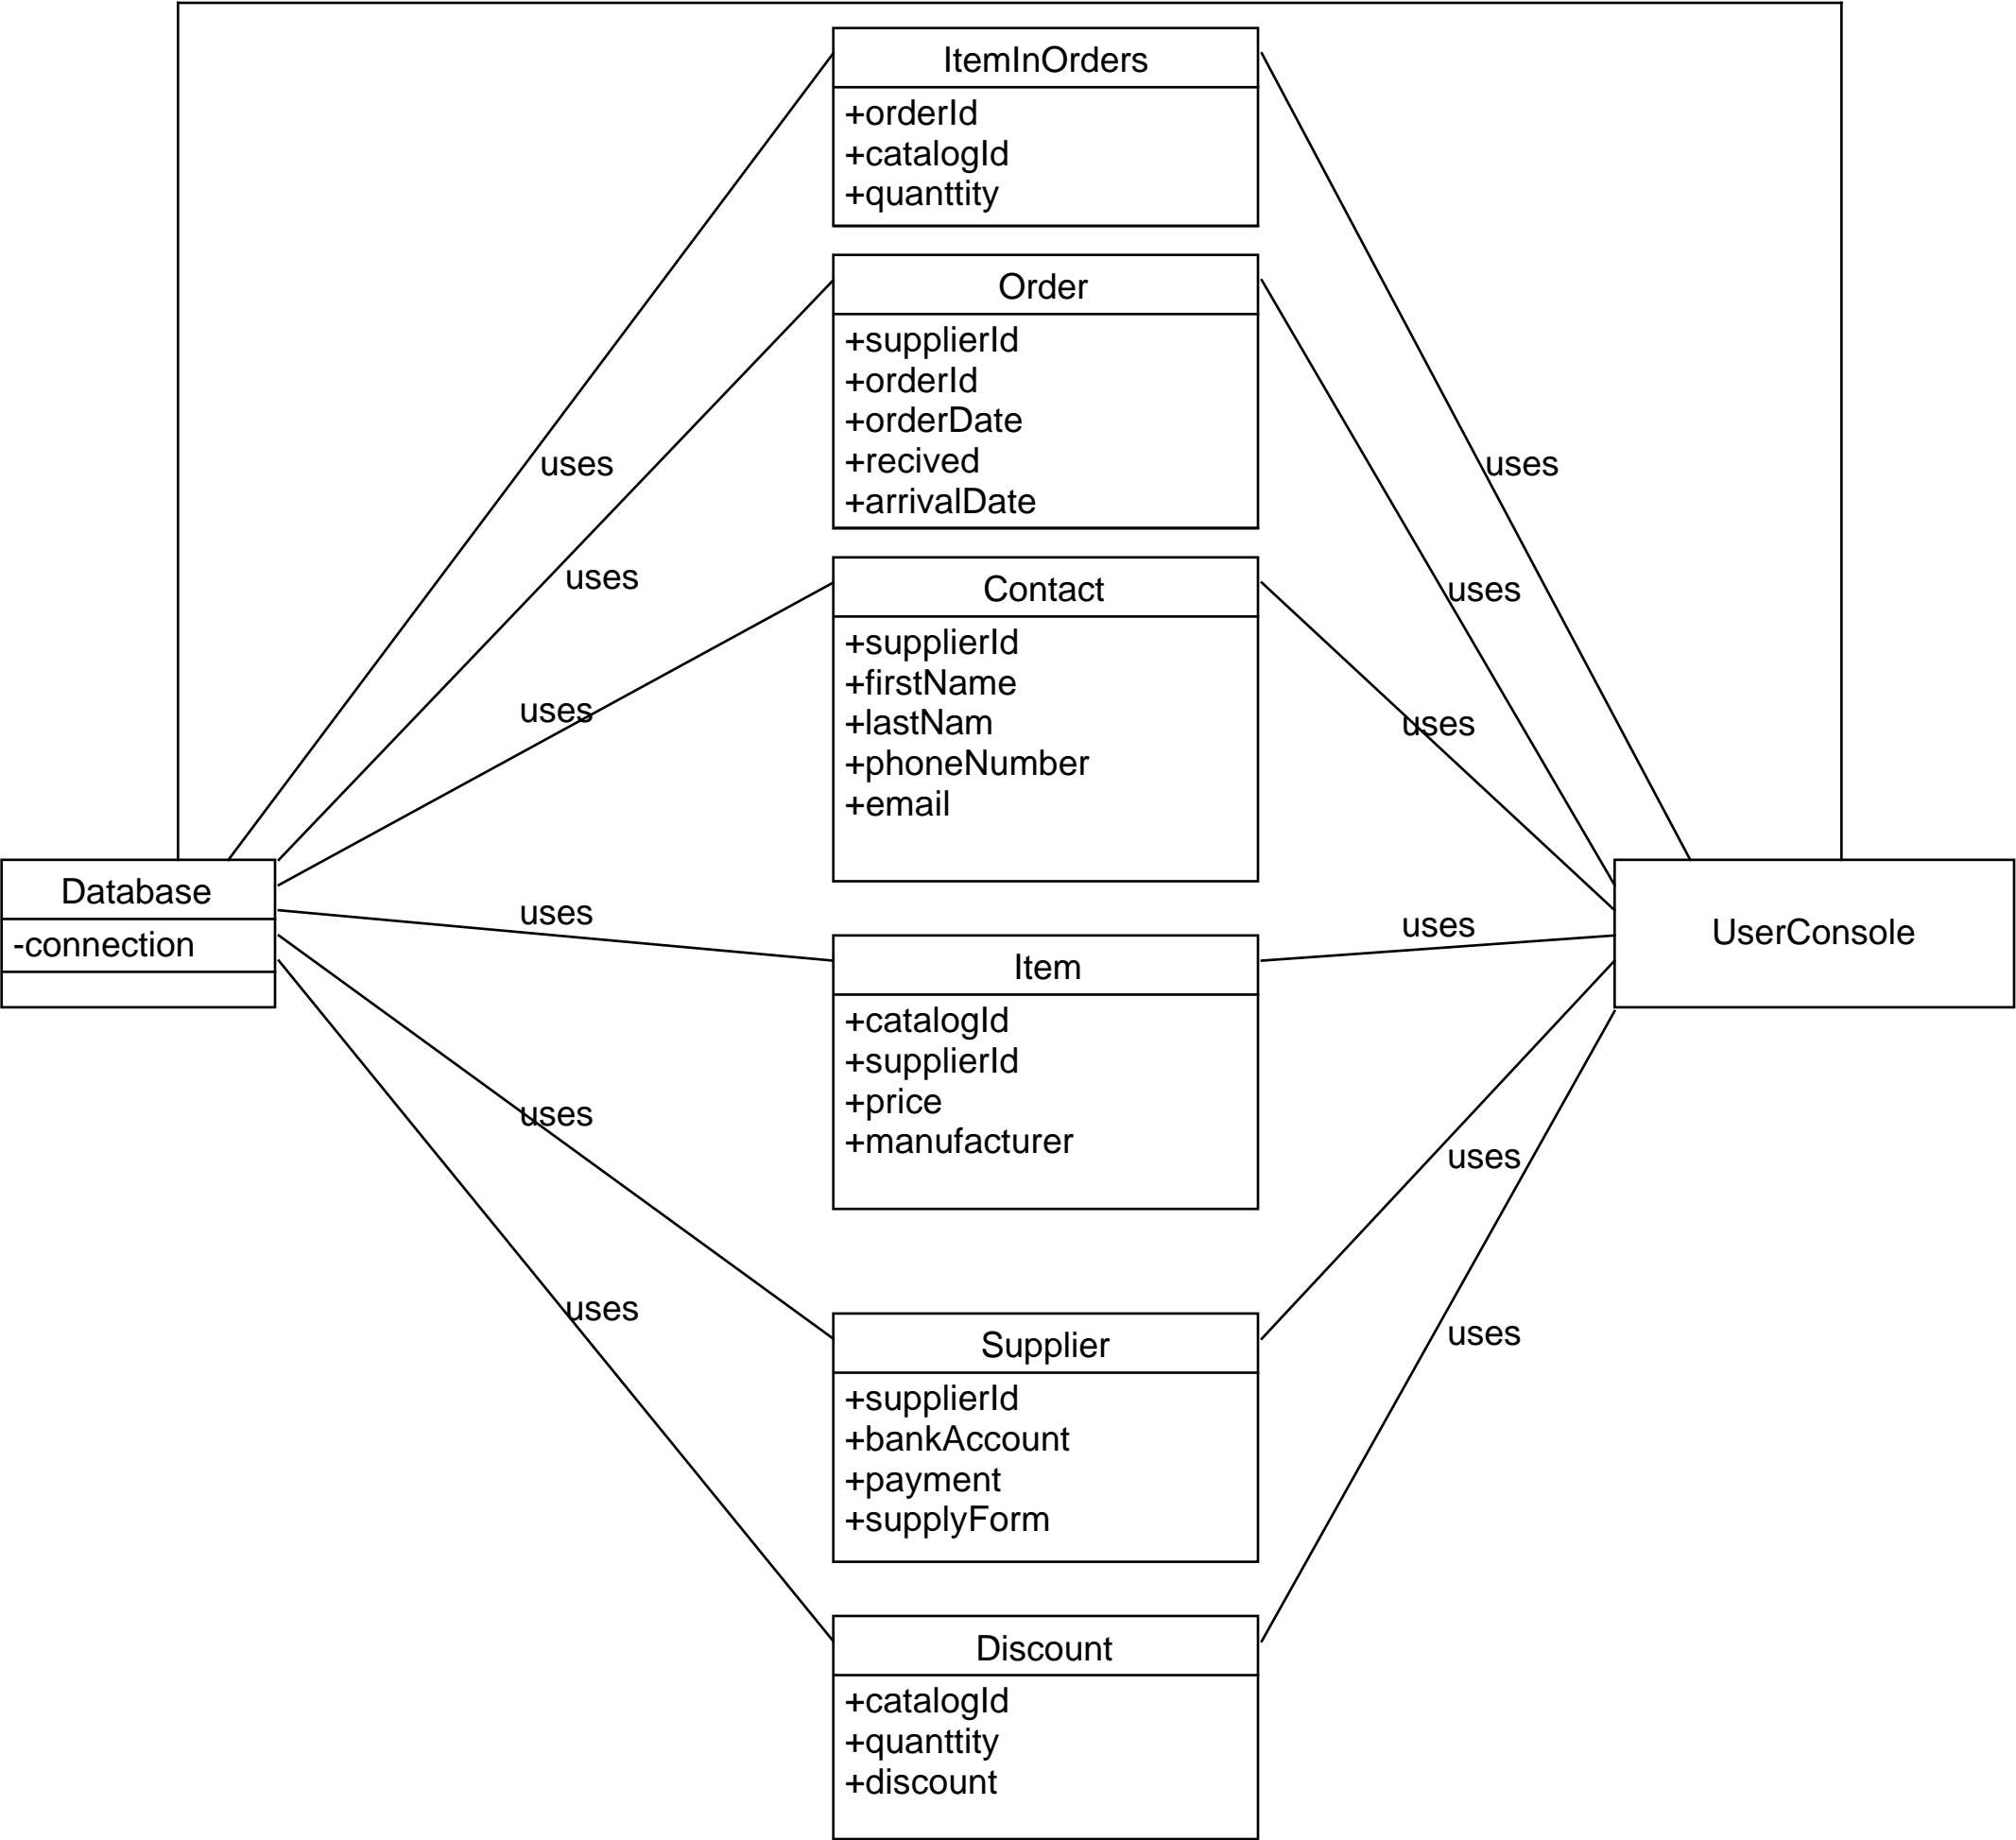 ItemInOrders
+orderId
+catalogId
+quanttity
Order
+supplierId
+orderId
+orderDate
+recived
+arrivalDate
uses
uses
uses
uses
Contact
+supplierId
+firstName
+lastNam
+phoneNumber
+email
uses
uses
Database
-connection
uses
uses
UserConsole
Item
+catalogId
+supplierId
+price
+manufacturer
uses
uses
uses
uses
Supplier
+supplierId
+bankAccount
+payment
+supplyForm
Discount
+catalogId
+quanttity
+discount